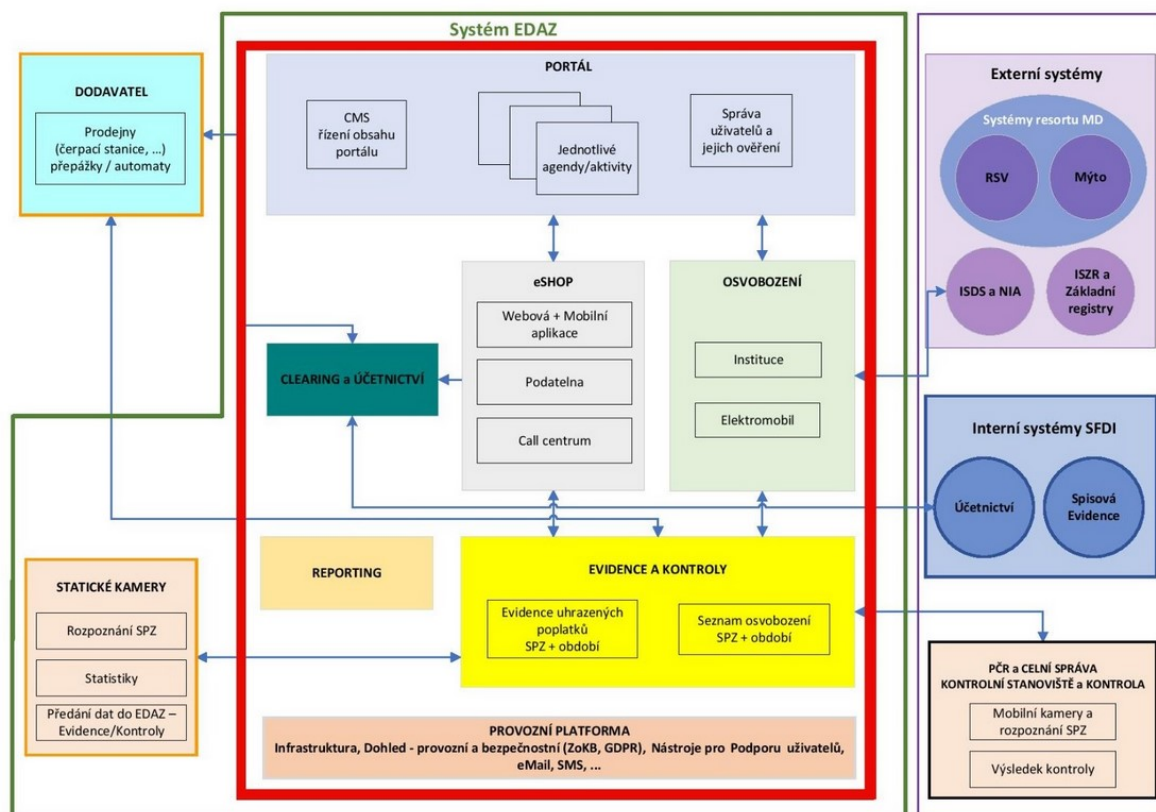 Systém EDAZ
DODAVATEL
Prodejny
(čerpací stanice, ...)
přepážky / automaty
PORTÁL
CMS
řízení obsahu
portálu
Jednotlivé
agendy/aktivity
Správa
uživatelů a
jejich ověření
Externí systémy
Systémy resortu MD
RSV
Mýto
ISDS a NIA
ISZR a
Základní
registry
eSHOP
Webová + Mobilní
aplikace
Podatelna
Call centrum
OSVOBOZENÍ
Instituce
Elektromobil
CLEARING a ÚČETNICTVÍ
Interní systémy SFDI
Účetnictví
Spisová
Evidence
REPORTING
EVIDENCE A KONTROLY
Evidence uhrazených
poplatků
SPZ + období
Seznam osvobození
SPZ + období
STATICKÉ KAMERY
Rozpoznání SPZ
Statistiky
Předání dat do EDAZ –
Evidence/Kontroly
PČR a CELNÍ SPRÁVA
KONTROLNÍ STANOVIŠTĚ a KONTROLA
Mobilní kamery a
rozpoznání SPZ
Výsledek kontroly
PROVOZNÍ PLATFORMA
Infrastruktura, Dohled - provozní a bezpečnostní (ZoKB, GDPR), Nástroje pro Podporu uživatelů,
eMail, SMS, ...